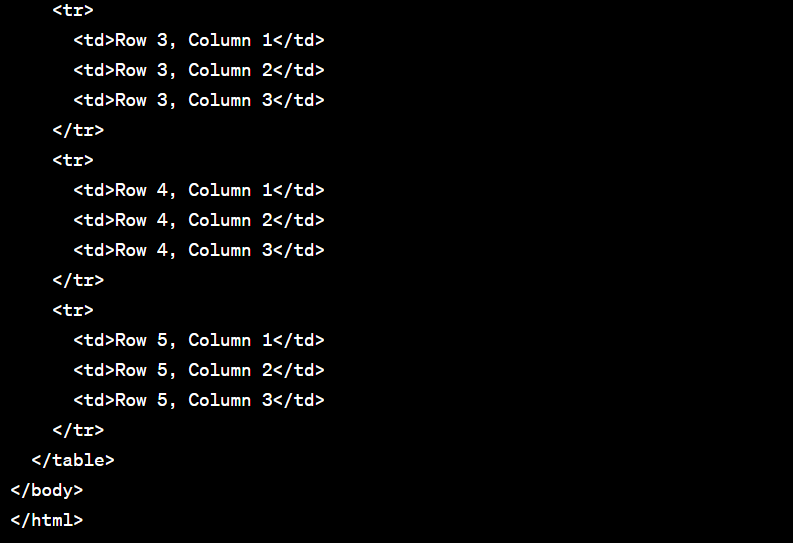 <tr>
      <td>Row 3, Column 1</td>
      <td>Row 3, Column 2</td>
      <td>Row 3, Column 3</td>
    </tr>
    <tr>
      <td>Row 4, Column 1</td>
      <td>Row 4, Column 2</td>
      <td>Row 4, Column 3</td>
    </tr>
    <tr>
      <td>Row 5, Column 1</td>
      <td>Row 5, Column 2</td>
      <td>Row 5, Column 3</td>
    </tr>
  </table>
</body>
</html>